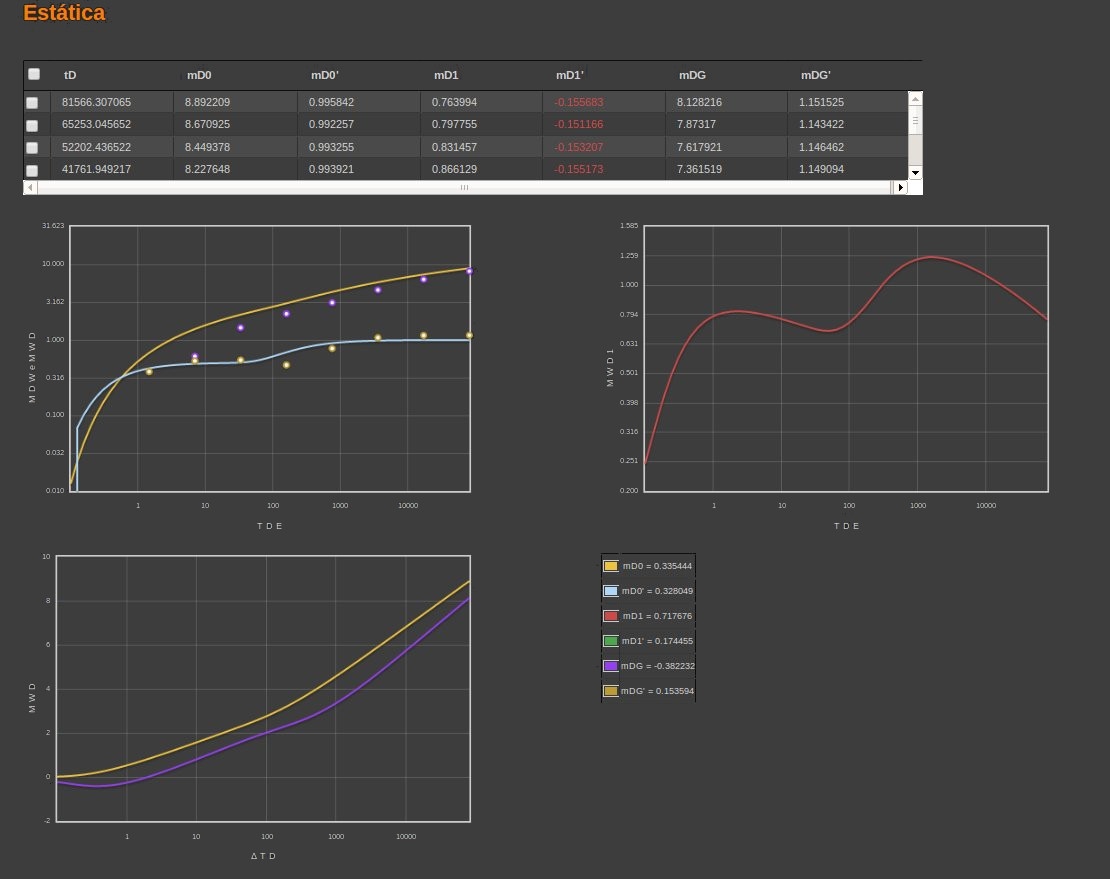 Estática
tD mD0 mD0' mD1 mD1' mDG mDG'
81566.307065 8.892209 0.995842 0.763994 -0.155683 8.128216 1.151525
65253.045652 8.670925 0.992257 0.797755 -0.151166 7.87317 1.143422
52202.436522 8.449378 0.993255 0.831457 -0.153207 7.617921 1.146462
41761.949217 8.227648 0.993921 0.866129 -0.155173 7.361519 1.149094
31.623
10.000
3.162
1.000
0.316
0.100
0.032
0.010
MDWeMWD
1 10 100 1000 10000
TDE
1.585
1.259
1.000
0.794
0.631
0.501
0.398
0.316
0.251
0.200
MWD1
1 10 100 1000 10000
TDE
10
8
6
4
2
0
-2
MWD
1 10 100 1000 10000
ΔTD
mD0 = 0.335444
mD0' = 0.328049
mD1 = 0.717676
mD1' = 0.174455
mDG = -0.382232
mDG' = 0.153594